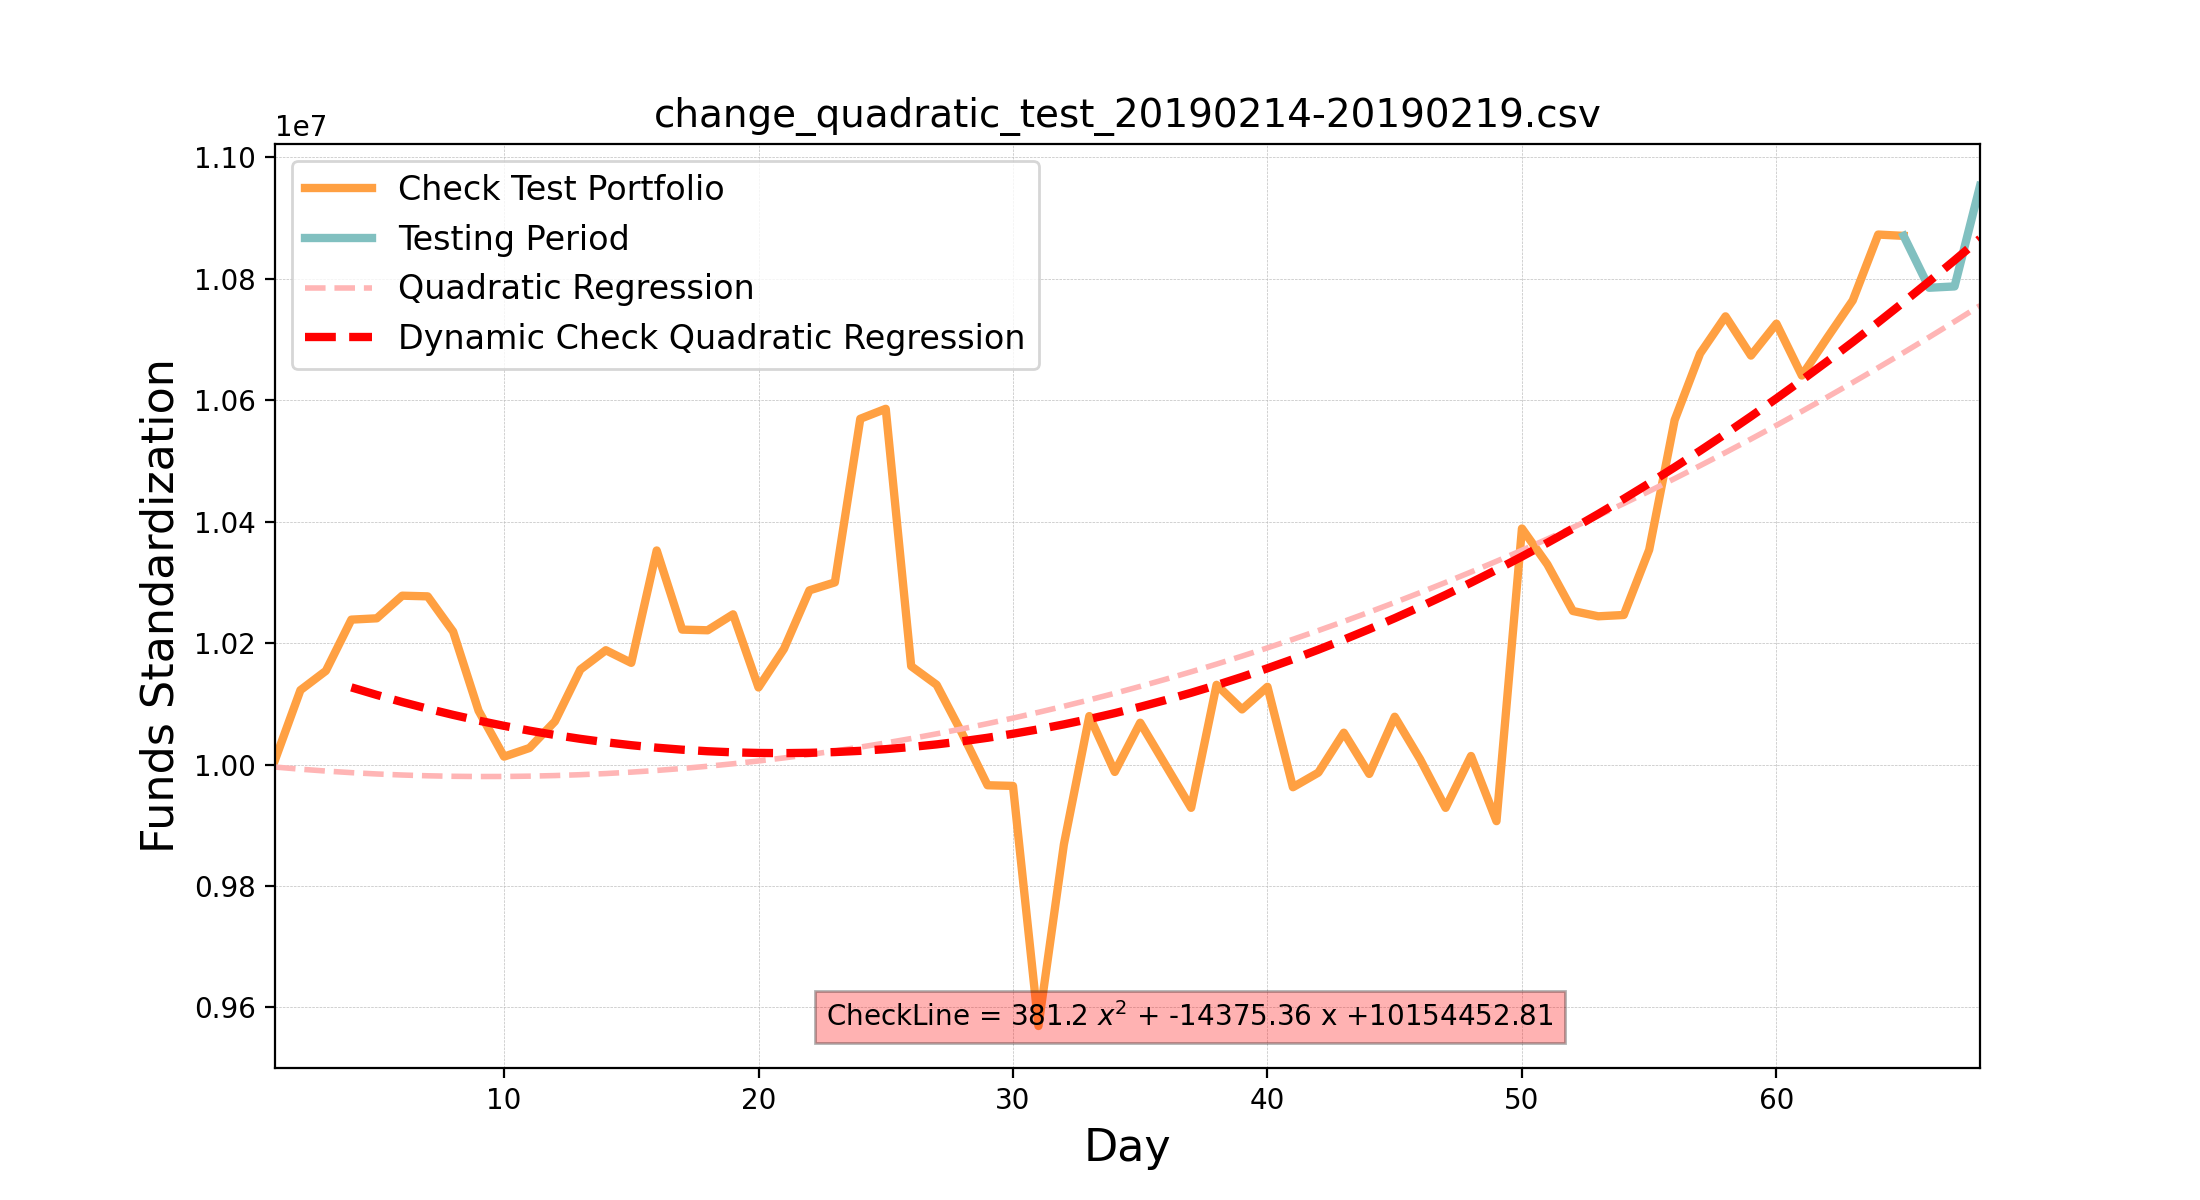 change_quadratic_test_20190214-20190219.csv
1e7
Check Test Portfolio
Testing Period
Quadratic Regression
Dynamic Check Quadratic Regression
1.10
1.08
1.06
1.04
1.02
1.00
0.98
0.96
Funds Standardization
CheckLine = 381.2 x² + -14375.36 x +10154452.81
10 20 30 40 50 60
Day